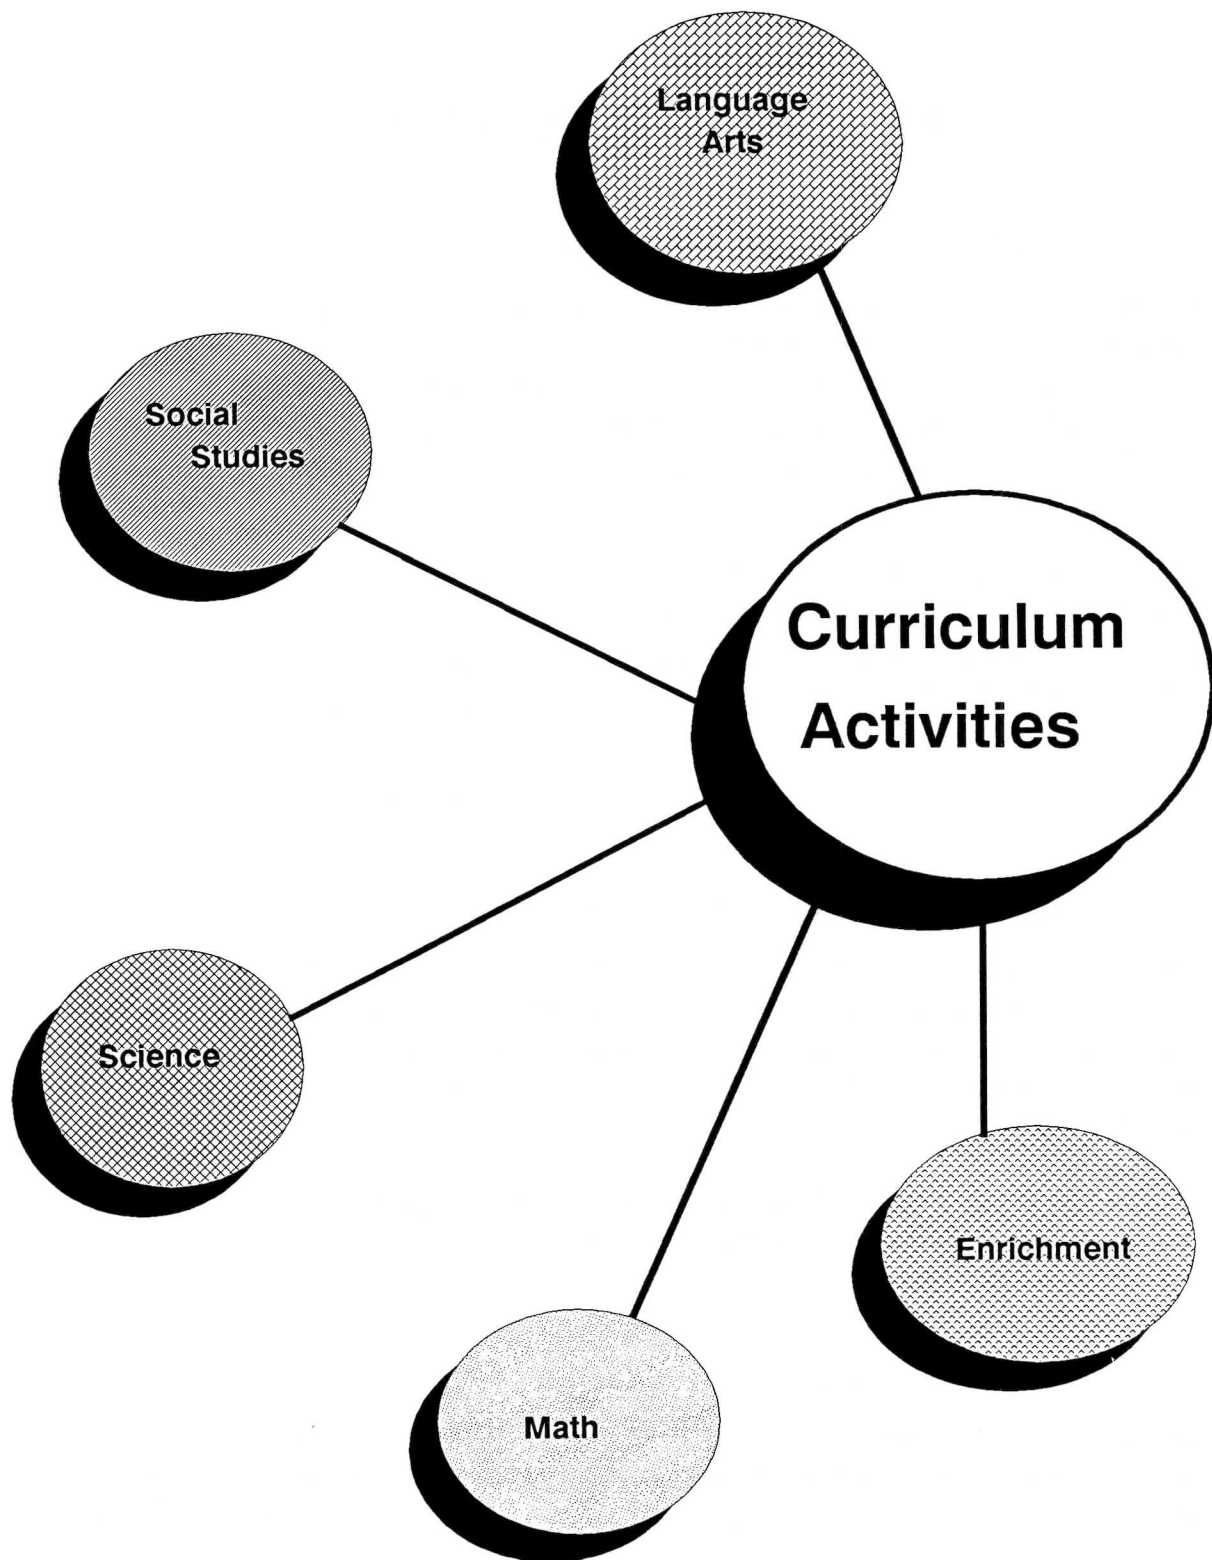 Language
Arts
Social
Studies
Curriculum
Activities
Science
Enrichment
Math